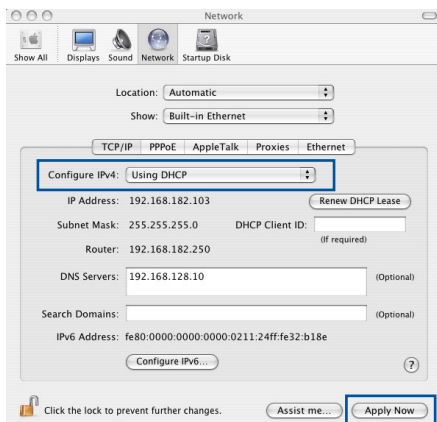 Network
Show All Displays Sound Network Startup Disk
Location: Automatic
Show: Built-in Ethernet
TCP/IP PPPoE AppleTalk Proxies Ethernet
Configure IPv4: Using DHCP
IP Address: 192.168.182.103 Renew DHCP Lease
Subnet Mask: 255.255.255.0 DHCP Client ID:
(If required)
Router: 192.168.182.250
DNS Servers: 192.168.128.10 (Optional)
Search Domains: (Optional)
IPv6 Address: fe80:0000:0000:0000:0211:24ff:fe32:b18e
Configure IPv6... ?
Click the lock to prevent further changes. Assist me... Apply Now